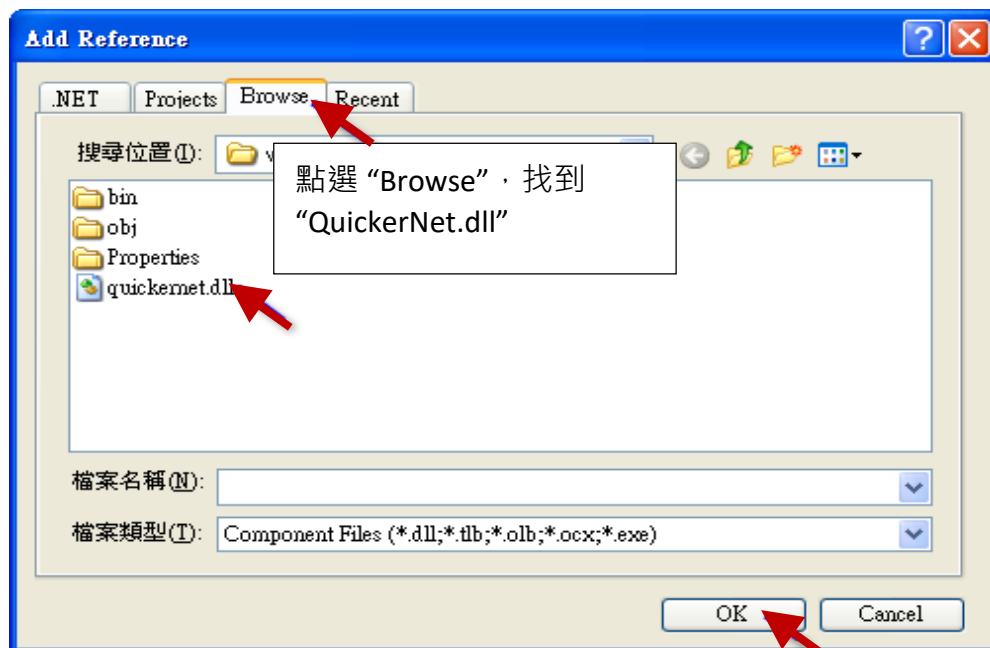 Add Reference
.NET Projects Browse Recent
搜尋位置(I):
點選 “Browse”，找到
“QuickerNet.dll”
bin
obj
Properties
quickernet.dll
檔案名稱(N):
檔案類型(T): Component Files (*.dll;*.tlb;*.olb;*.ocx;*.exe)
OK Cancel